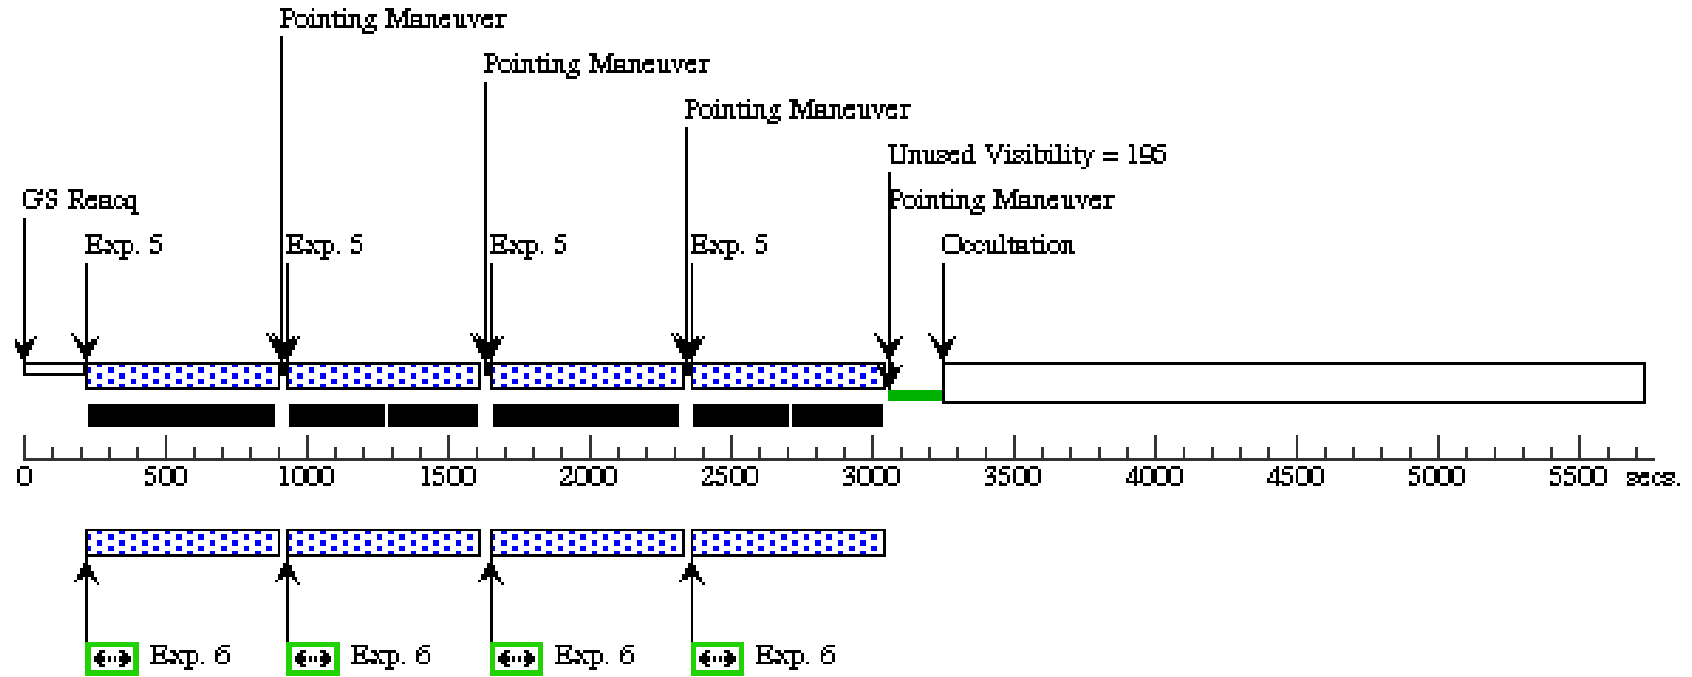 Pointing Maneuver
Pointing Maneuver
Pointing Maneuver
Unused Visibility = 195
GS Reacq
Pointing Maneuver
Exp. 5
Exp. 5
Exp. 5
Exp. 5
Occultation
0 500 1000 1500 2000 2500 3000 3500 4000 4500 5000 5500 secs.
Exp. 6
Exp. 6
Exp. 6
Exp. 6